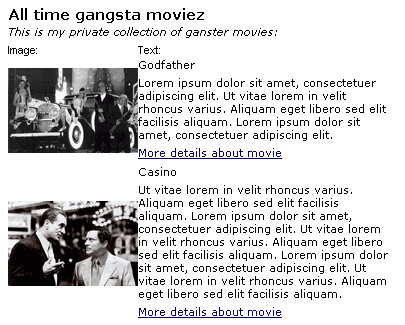 All time gangsta moviez
This is my private collection of ganster movies:
Image: Text:
Godfather
Lorem ipsum dolor sit amet, consectetuer
adipiscing elit. Ut vitae lorem in velit
rhoncus varius. Aliquam eget libero sed elit
facilisis aliquam. Lorem ipsum dolor sit
amet, consectetuer adipiscing elit.
More details about movie
Casino
Ut vitae lorem in velit rhoncus varius.
Aliquam eget libero sed elit facilisis
aliquam. Lorem ipsum dolor sit amet,
consectetuer adipiscing elit. Ut vitae lorem
in velit rhoncus varius. Aliquam eget libero
sed elit facilisis aliquam. Lorem ipsum dolor
sit amet, consectetuer adipiscing elit. Ut
vitae lorem in velit rhoncus varius. Aliquam
eget libero sed elit facilisis aliquam.
More details about movie